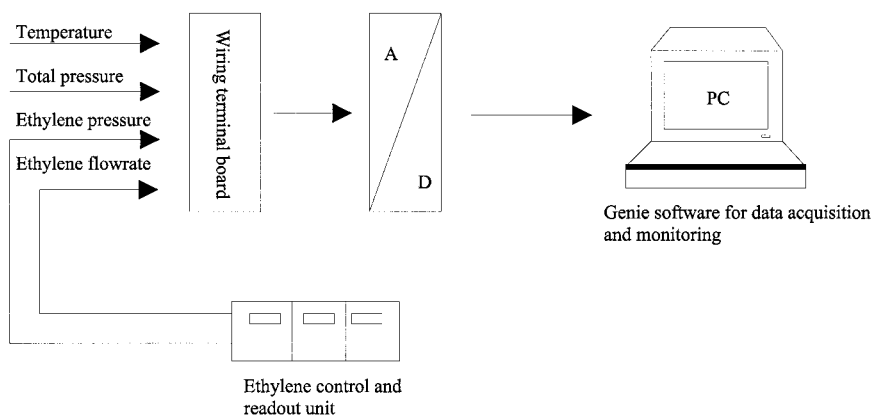 Temperature
Total pressure
Ethylene pressure
Ethylene flowrate
Wiring terminal board
A
D
PC
Genie software for data acquisition
and monitoring
Ethylene control and
readout unit